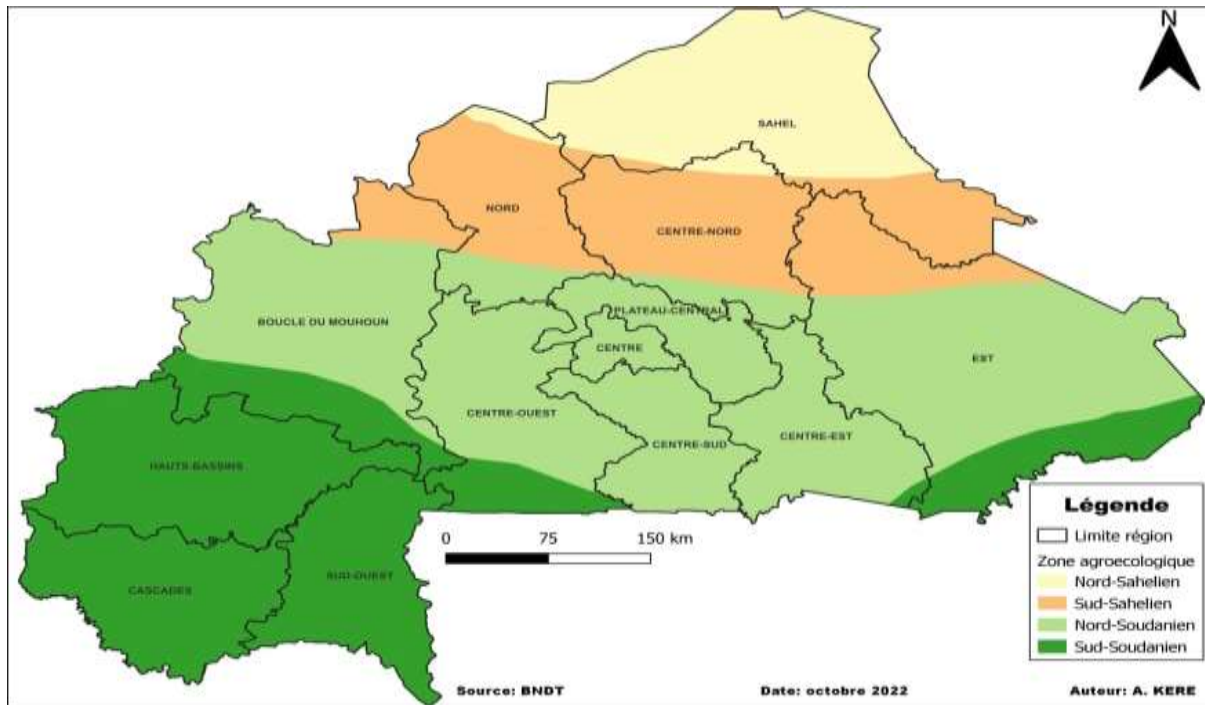 N
SAHEL
NORD
CENTRE-NORD
BOUCLE DU MOUHOUN
PLATEAU-CENTRAL
CENTRE
EST
CENTRE-OUEST
CENTRE-SUD
CENTRE-EST
HAUTS-BASSINS
SUD-OUEST
CASCADES
0 75 150 km
Légende
Limite région
Zone agroecologique
Nord-Sahelien
Sud-Sahelien
Nord-Soudanien
Sud-Soudanien
Source: BNDT Date: octobre 2022 Auteur: A. KERE